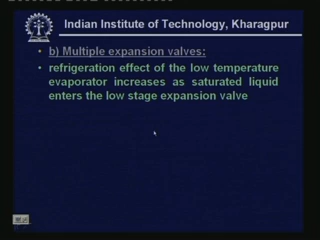 Indian Institute of Technology, Kharagpur
• b) Multiple expansion valves:
• refrigeration effect of the low temperature
evaporator increases as saturated liquid
enters the low stage expansion valve